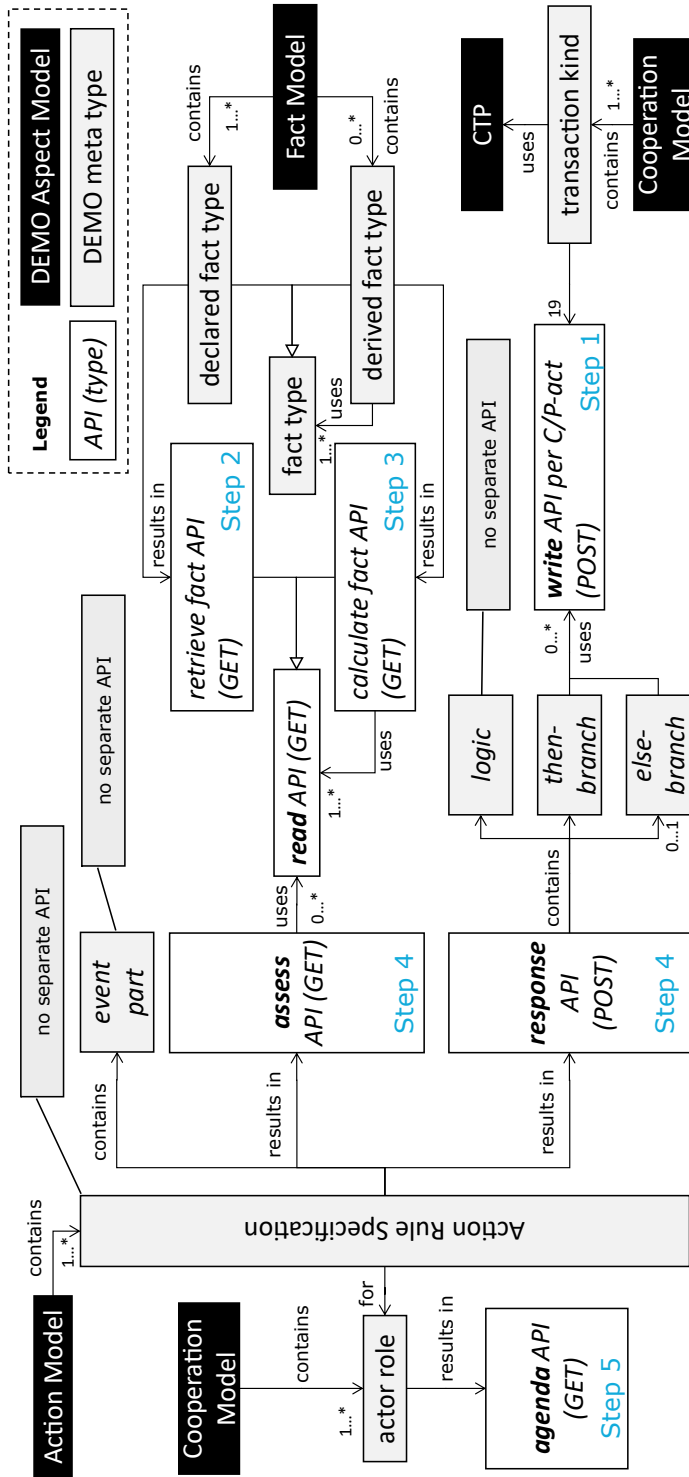 Legend
API (type)
DEMO Aspect Model
DEMO meta type
Action Model
contains
1…*
no separate API
no separate API
Cooperation
Model
contains
1…*
actor role
for
results in
agenda API
(GET)
Step 5
Action Rule Specification
contains
event
part
results in
assess
API (GET)
Step 4
results in
response
API
(POST)
Step 4
uses
0…*
read API (GET)
1…*
uses
results in
retrieve fact API
(GET)
Step 2
calculate fact API
(GET)
Step 3
results in
fact type
1…*
uses
declared fact type
derived fact type
contains
1…*
Fact Model
0…*
contains
contains
logic
no separate API
then-
branch
else-
branch
0…1
0…*
uses
write API per C/P-act
(POST)
Step 1
19
CTP
uses
transaction kind
contains
1…*
Cooperation
Model